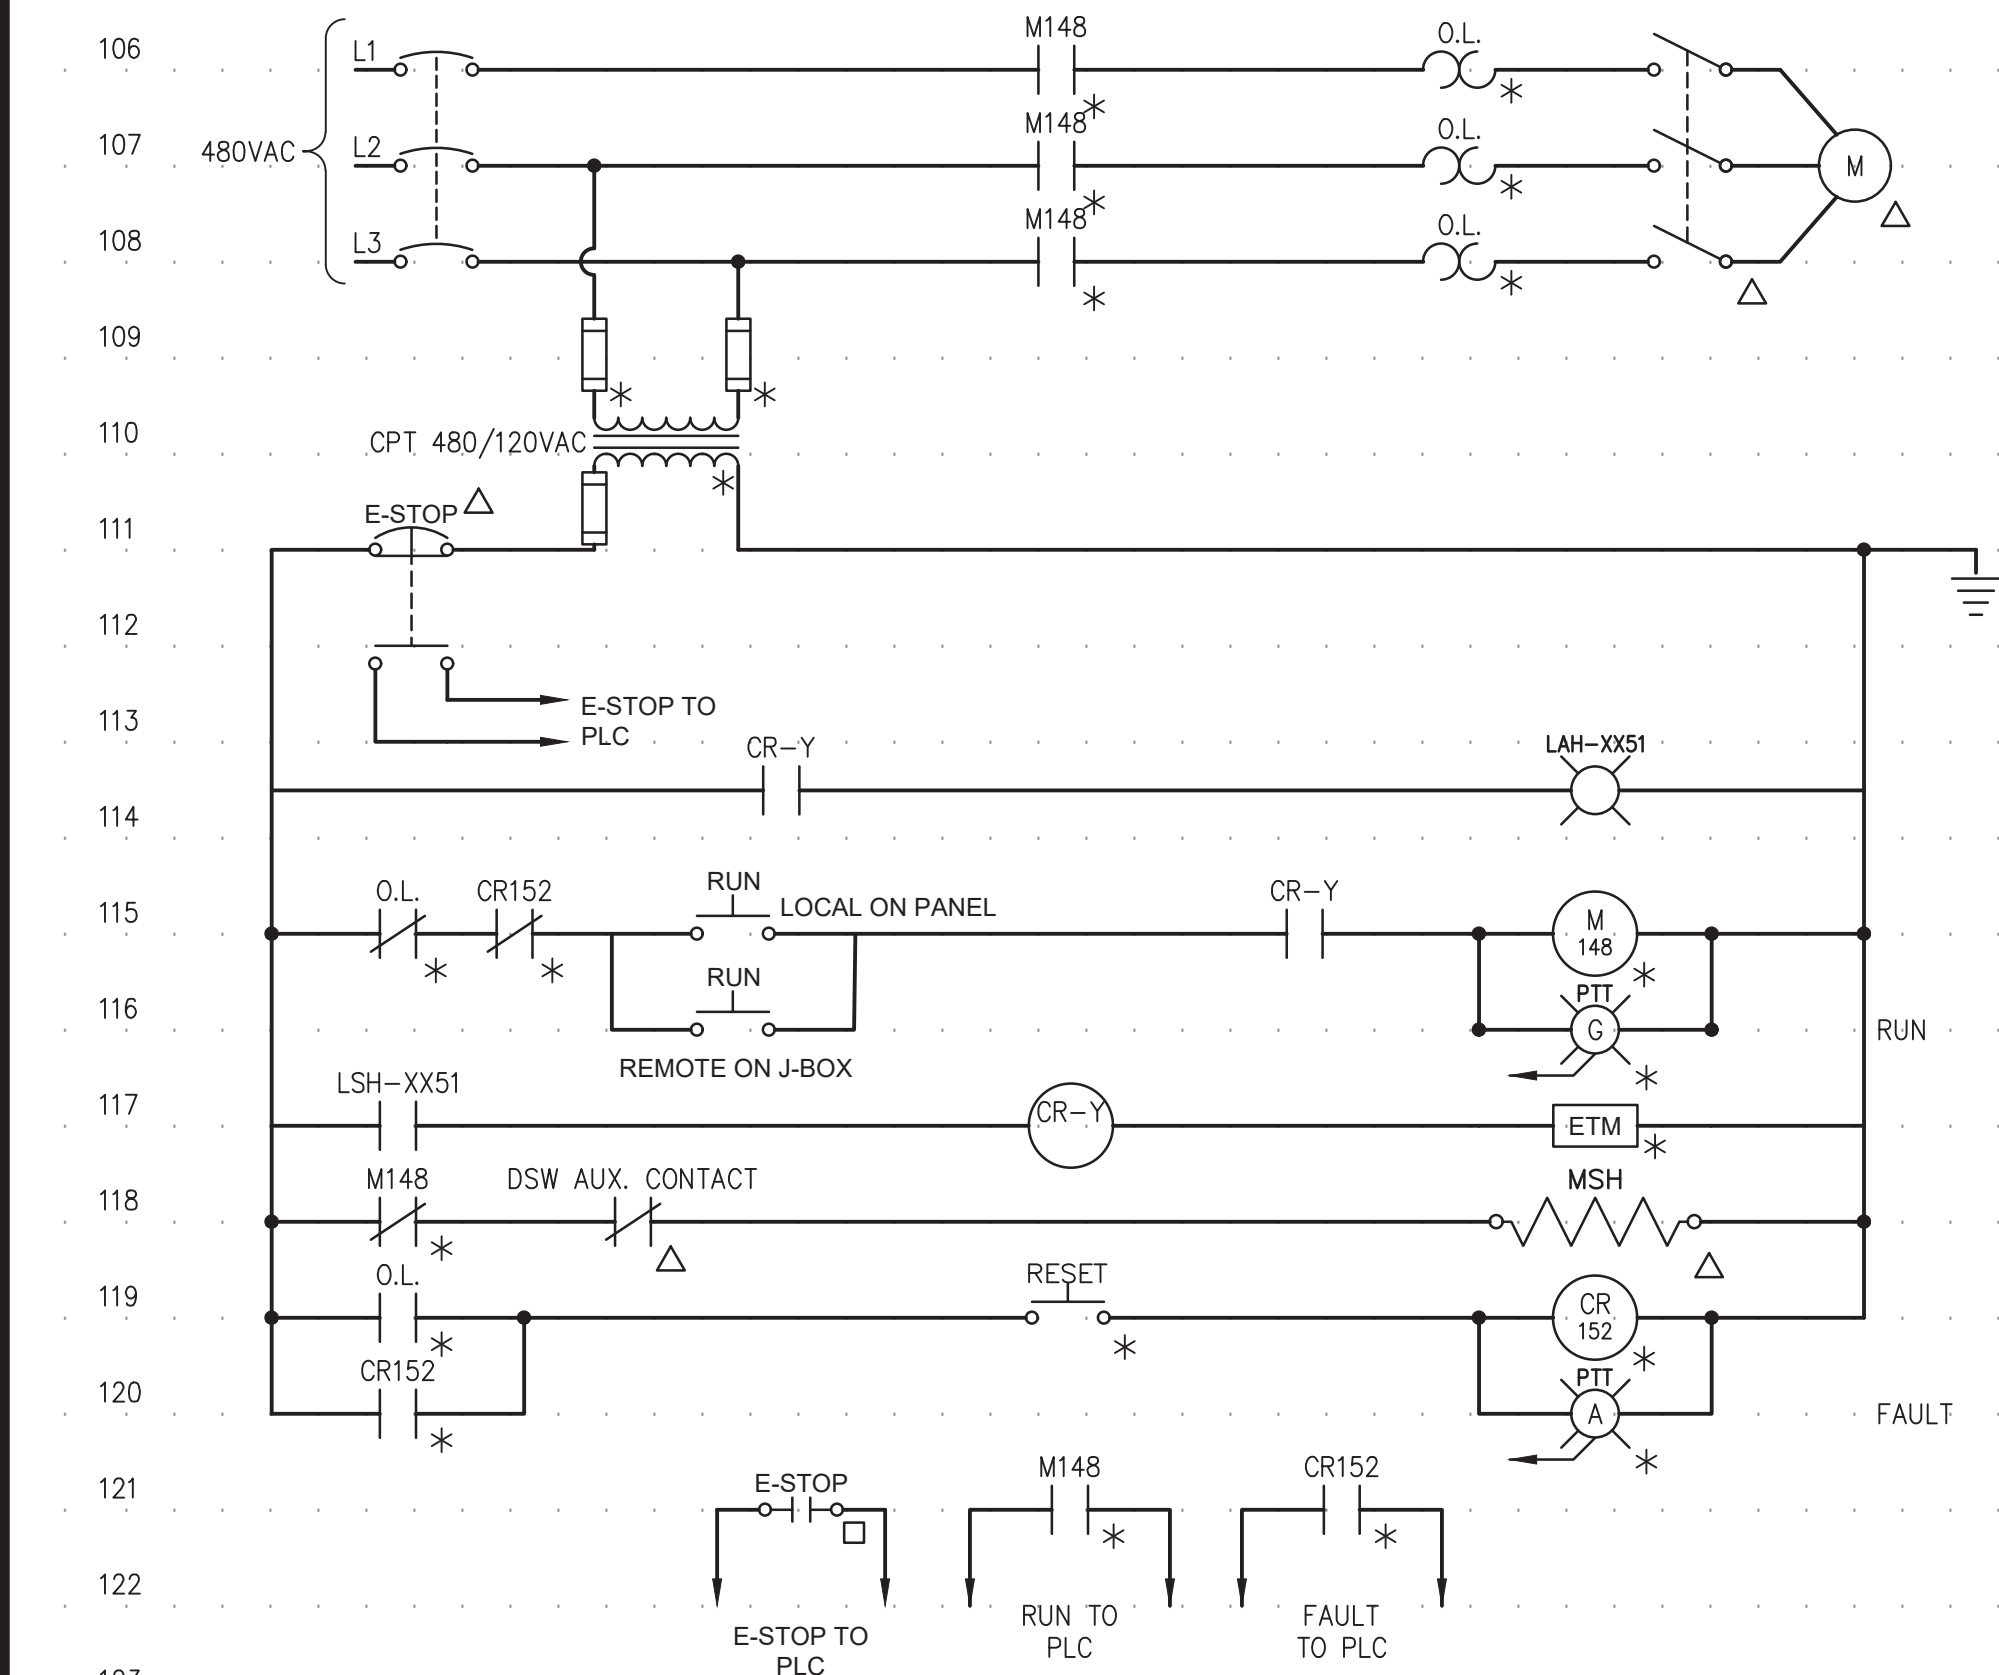 106
L1
M148
O.L.
107
480VAC
L2
M148
O.L.
M
108
L3
M148
O.L.
109
110
CPT 480/120VAC
111
E-STOP
112
113
E-STOP TO
PLC
CR-Y
LAH-XX51
114
115
O.L.
CR152
RUN
LOCAL ON PANEL
CR-Y
M
148
116
RUN
REMOTE ON J-BOX
PTT
G
RUN
117
LSH-XX51
CR-Y
ETM
118
M148
DSW AUX. CONTACT
MSH
119
O.L.
RESET
CR
152
120
CR152
PTT
A
FAULT
121
E-STOP
M148
CR152
122
E-STOP TO
PLC
RUN TO
PLC
FAULT
TO PLC